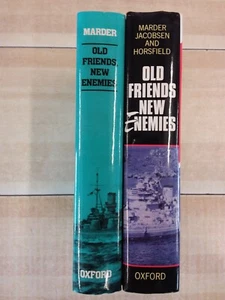 MARDER
OLD
FRIENDS
NEW
ENEMIES
OXFORD
MARDER
JACOBSEN
AND
HORSFIELD
OLD
FRIENDS
NEW
ENEMIES
OXFORD